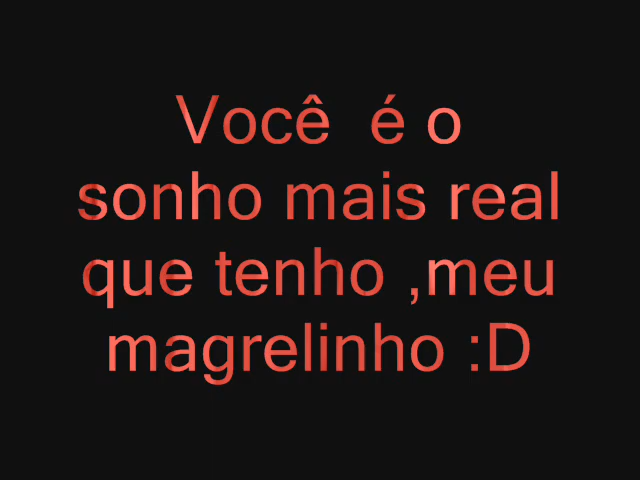 Você  é o
sonho mais real
que tenho ,meu
magrelinho :D